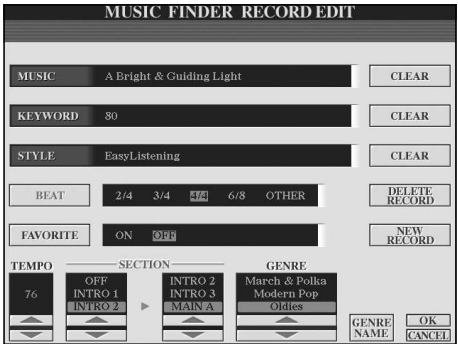 MUSIC FINDER RECORD EDIT
MUSIC A Bright & Guiding Light CLEAR
KEYWORD 80 CLEAR
STYLE EasyListening CLEAR
BEAT 2/4 3/4 4/4 6/8 OTHER DELETE RECORD
FAVORITE ON OFF NEW RECORD
TEMPO SECTION GENRE
OFF INTRO 2 March & Polka
76 INTRO 1 INTRO 3 Modern Pop
INTRO 2 MAIN A Oldies
GENRE NAME OK
CANCEL